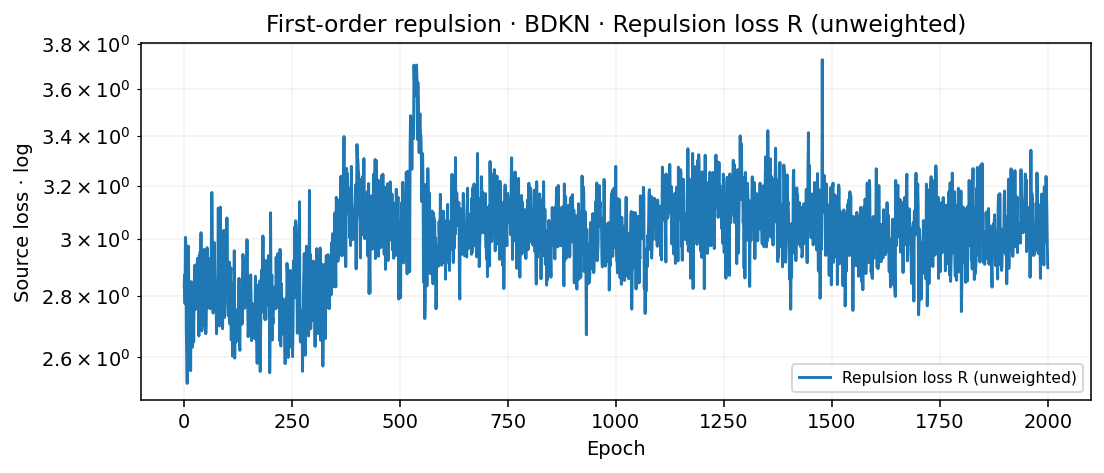 First-order repulsion · BDKN · Repulsion loss R (unweighted)
Source loss · log
3.8 × 10⁰
3.6 × 10⁰
3.4 × 10⁰
3.2 × 10⁰
3 × 10⁰
2.8 × 10⁰
2.6 × 10⁰
Repulsion loss R (unweighted)
0 250 500 750 1000 1250 1500 1750 2000
Epoch